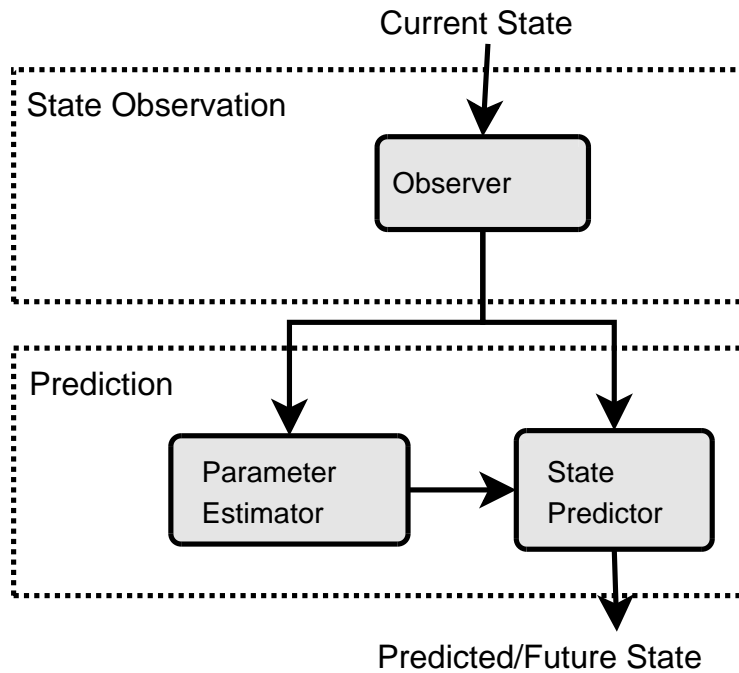 Current State
State Observation
Observer
Prediction
Parameter
Estimator
State
Predictor
Predicted/Future State